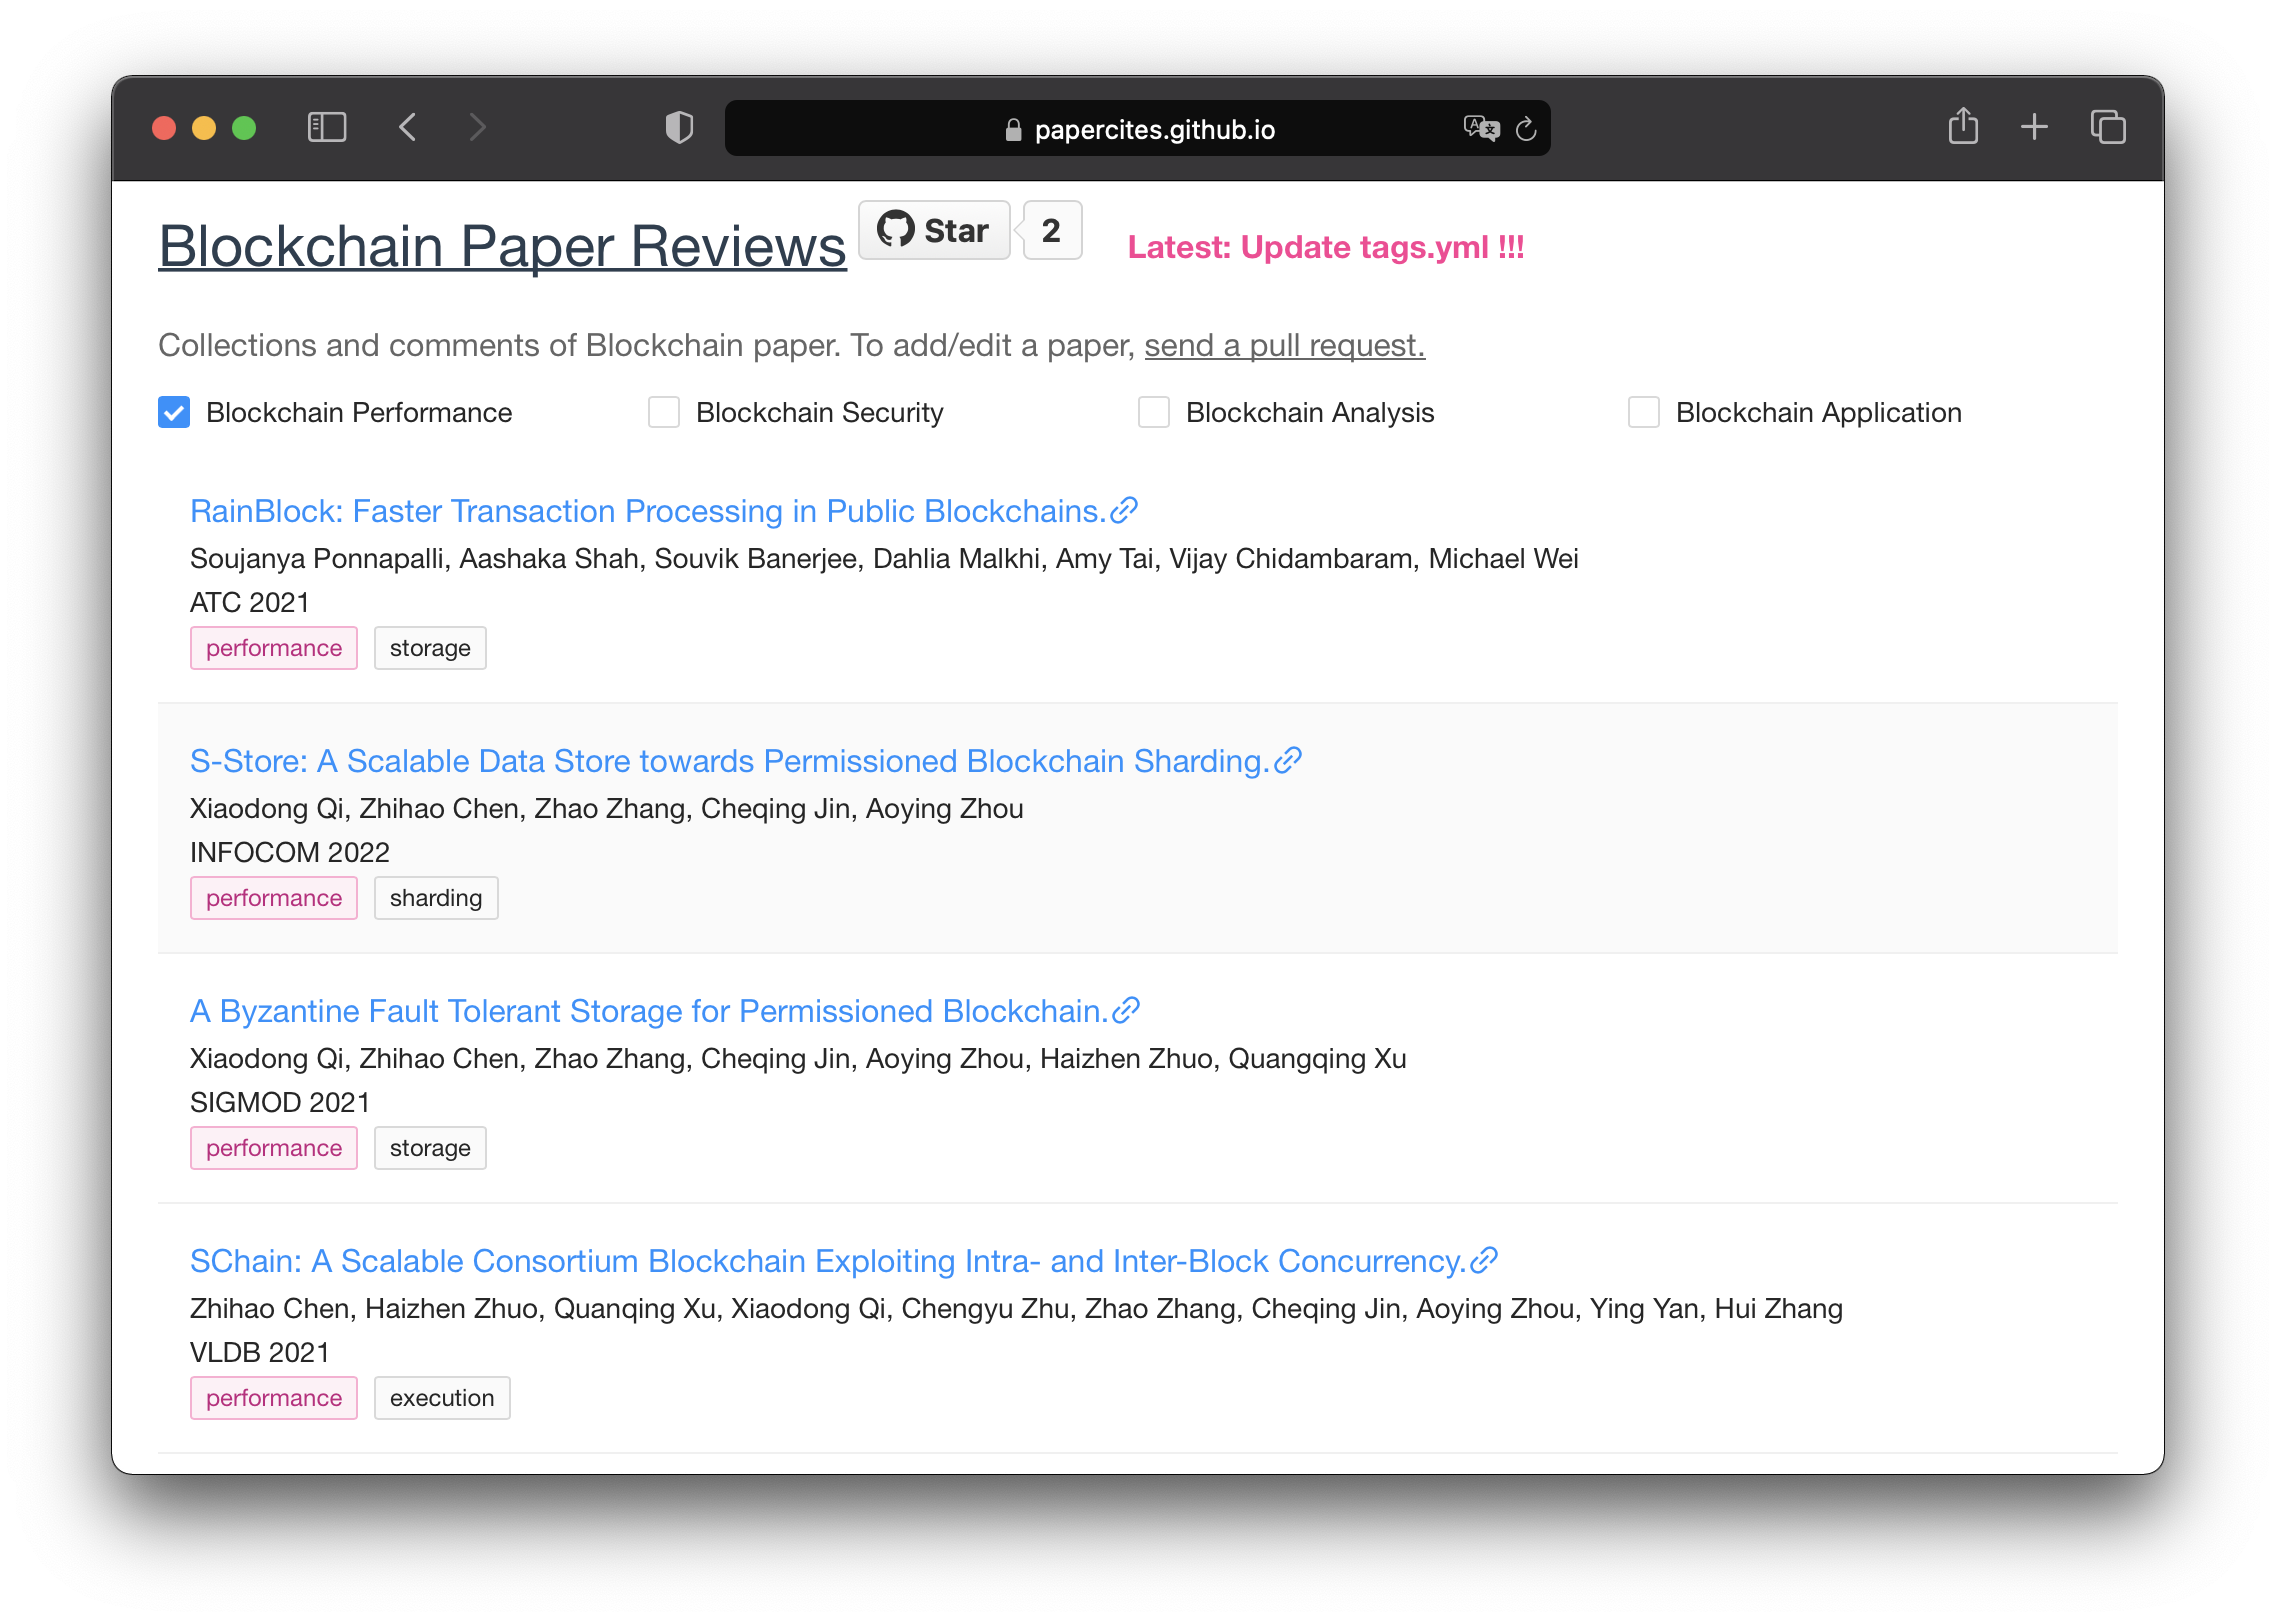 papercites.github.io
Blockchain Paper Reviews Star 2 Latest: Update tags.yml !!!
Collections and comments of Blockchain paper. To add/edit a paper, send a pull request.
Blockchain Performance Blockchain Security Blockchain Analysis Blockchain Application
RainBlock: Faster Transaction Processing in Public Blockchains.
Soujanya Ponnapalli, Aashaka Shah, Souvik Banerjee, Dahlia Malkhi, Amy Tai, Vijay Chidambaram, Michael Wei
ATC 2021
performance storage
S-Store: A Scalable Data Store towards Permissioned Blockchain Sharding.
Xiaodong Qi, Zhihao Chen, Zhao Zhang, Cheqing Jin, Aoying Zhou
INFOCOM 2022
performance sharding
A Byzantine Fault Tolerant Storage for Permissioned Blockchain.
Xiaodong Qi, Zhihao Chen, Zhao Zhang, Cheqing Jin, Aoying Zhou, Haizhen Zhuo, Quangqing Xu
SIGMOD 2021
performance storage
SChain: A Scalable Consortium Blockchain Exploiting Intra- and Inter-Block Concurrency.
Zhihao Chen, Haizhen Zhuo, Quanqing Xu, Xiaodong Qi, Chengyu Zhu, Zhao Zhang, Cheqing Jin, Aoying Zhou, Ying Yan, Hui Zhang
VLDB 2021
performance execution